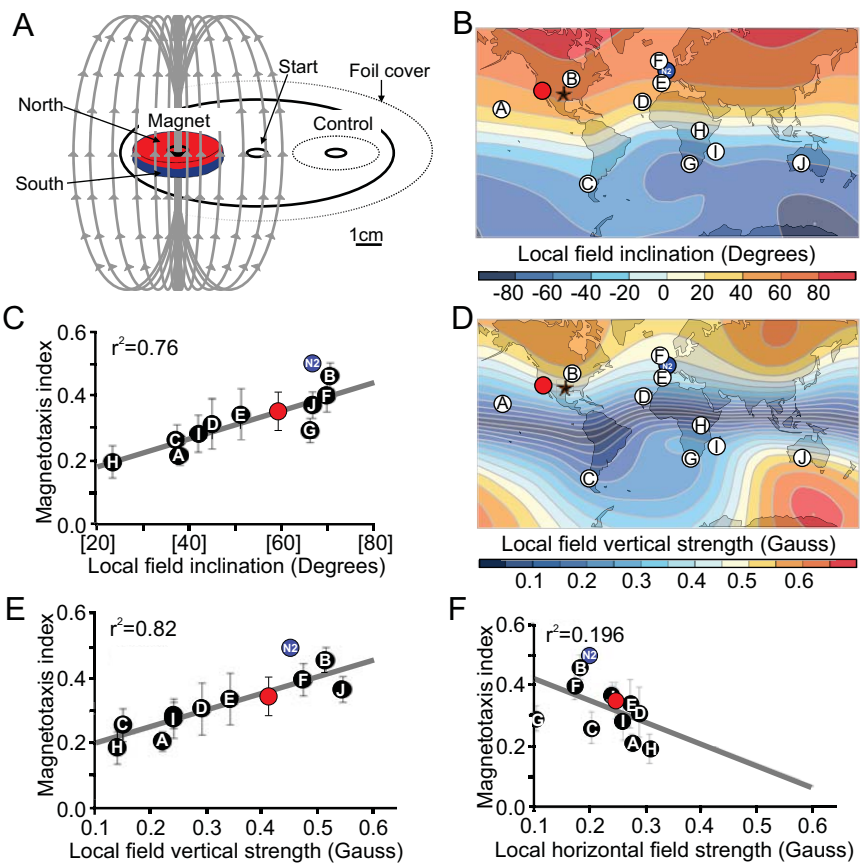 A
North
South
Magnet
Start
Foil cover
Control
1cm
B
F
N2
B
E
A
D
H
I
G
J
C
Local field inclination (Degrees)
-80 -60 -40 -20 0 20 40 60 80
C
r²=0.76
Magnetotaxis index
0.6
0.4
0.2
0.0
N2
B
F
J
G
E
D
I
C
A
H
[20] [40] [60] [80]
Local field inclination (Degrees)
D
F
N2
B
E
A
D
H
I
G
J
C
Local field vertical strength (Gauss)
0.1 0.2 0.3 0.4 0.5 0.6
E
r²=0.82
Magnetotaxis index
0.6
0.4
0.2
0.0
N2
B
F
J
E
D
I
C
A
H
0.1 0.2 0.3 0.4 0.5 0.6
Local field vertical strength (Gauss)
F
r²=0.196
Magnetotaxis index
0.6
0.4
0.2
0.0
N2
B
F
E
D
G
C
I
A
H
0.1 0.2 0.3 0.4 0.5 0.6
Local horizontal field strength (Gauss)